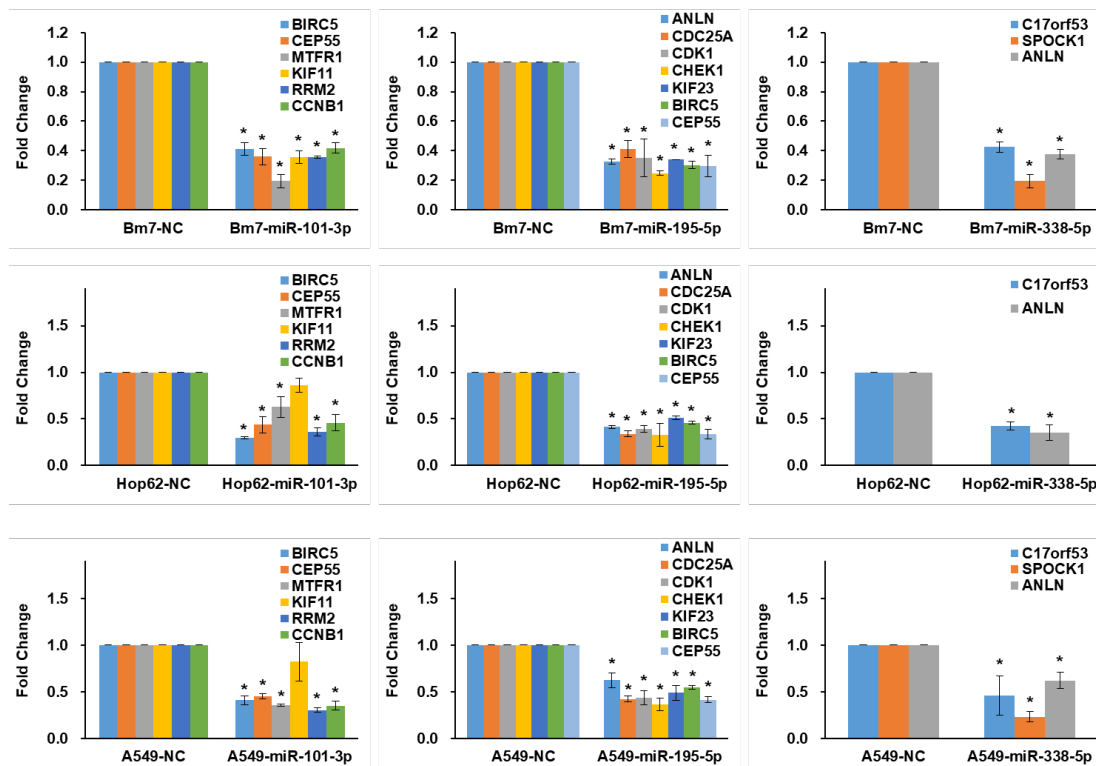 BIRC5
CEP55
MTFR1
KIF11
RRM2
CCNB1
Fold Change
1.2
1.0
0.8
0.6
0.4
0.2
0.0
* * * * * *
Bm7-NC Bm7-miR-101-3p
ANLN
CDC25A
CDK1
CHEK1
KIF23
BIRC5
CEP55
Fold Change
1.2
1.0
0.8
0.6
0.4
0.2
0.0
* * * * * * *
Bm7-NC Bm7-miR-195-5p
C17orf53
SPOCK1
ANLN
Fold Change
1.2
1.0
0.8
0.6
0.4
0.2
0.0
* * *
Bm7-NC Bm7-miR-338-5p
BIRC5
CEP55
MTFR1
KIF11
RRM2
CCNB1
Fold Change
1.5
1.0
0.5
0.0
* * * * *
Hop62-NC Hop62-miR-101-3p
ANLN
CDC25A
CDK1
CHEK1
KIF23
BIRC5
CEP55
Fold Change
1.5
1.0
0.5
0.0
* * * * * * *
Hop62-NC Hop62-miR-195-5p
C17orf53
ANLN
Fold Change
1.5
1.0
0.5
0.0
* *
Hop62-NC Hop62-miR-338-5p
BIRC5
CEP55
MTFR1
KIF11
RRM2
CCNB1
Fold Change
1.5
1.0
0.5
0.0
* * * * *
A549-NC A549-miR-101-3p
ANLN
CDC25A
CDK1
CHEK1
KIF23
BIRC5
CEP55
Fold Change
1.5
1.0
0.5
0.0
* * * * * * *
A549-NC A549-miR-195-5p
C17orf53
SPOCK1
ANLN
Fold Change
1.5
1.0
0.5
0.0
* * *
A549-NC A549-miR-338-5p